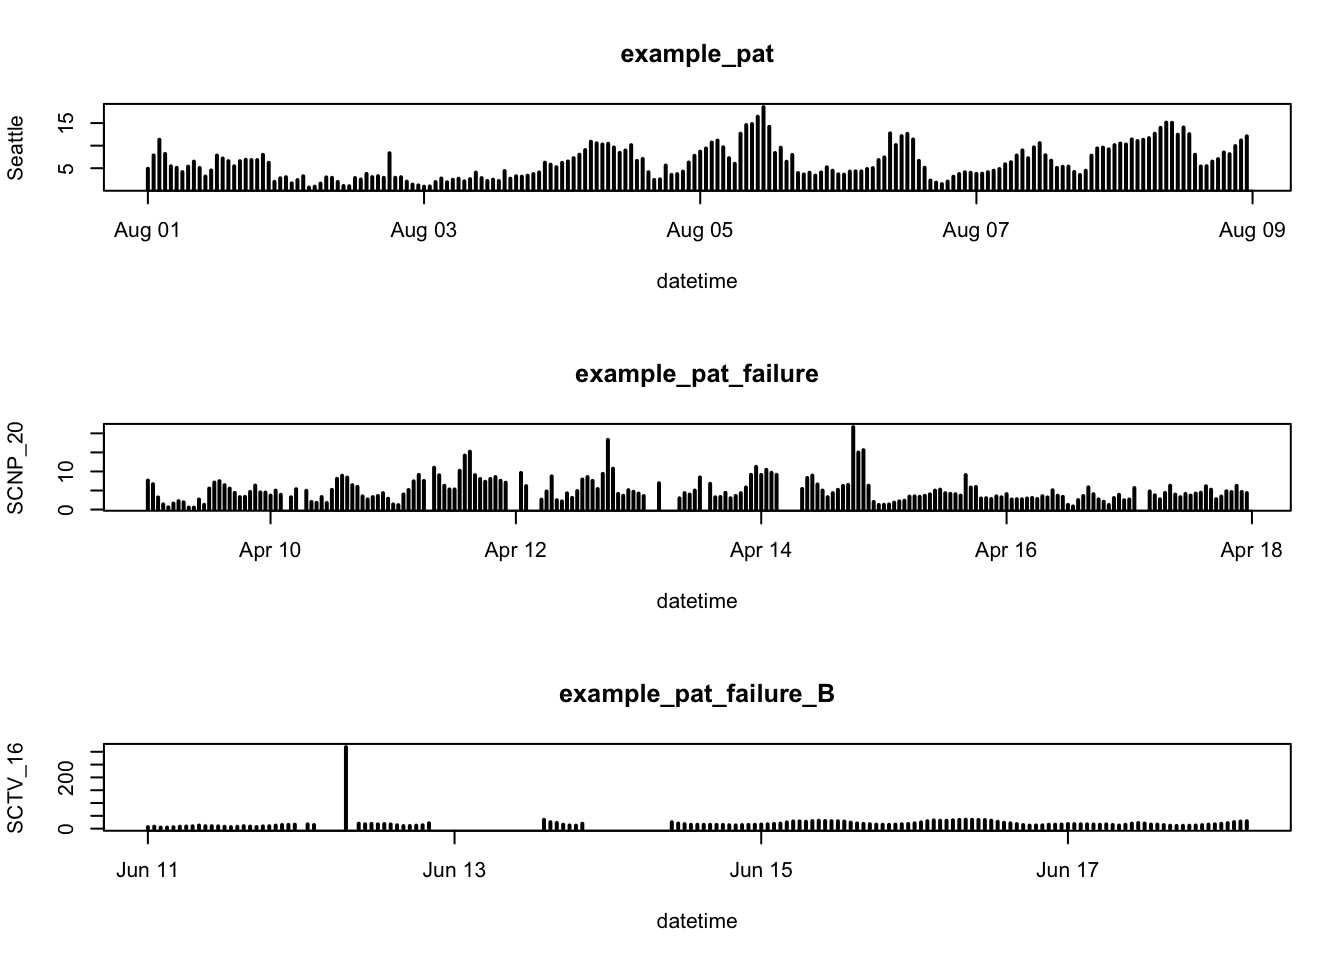 example_pat
Seattle
5 15
Aug 01 Aug 03 Aug 05 Aug 07 Aug 09
datetime
example_pat_failure
SCNP_20
0 10
Apr 10 Apr 12 Apr 14 Apr 16 Apr 18
datetime
example_pat_failure_B
SCTV_16
0 200
Jun 11 Jun 13 Jun 15 Jun 17
datetime